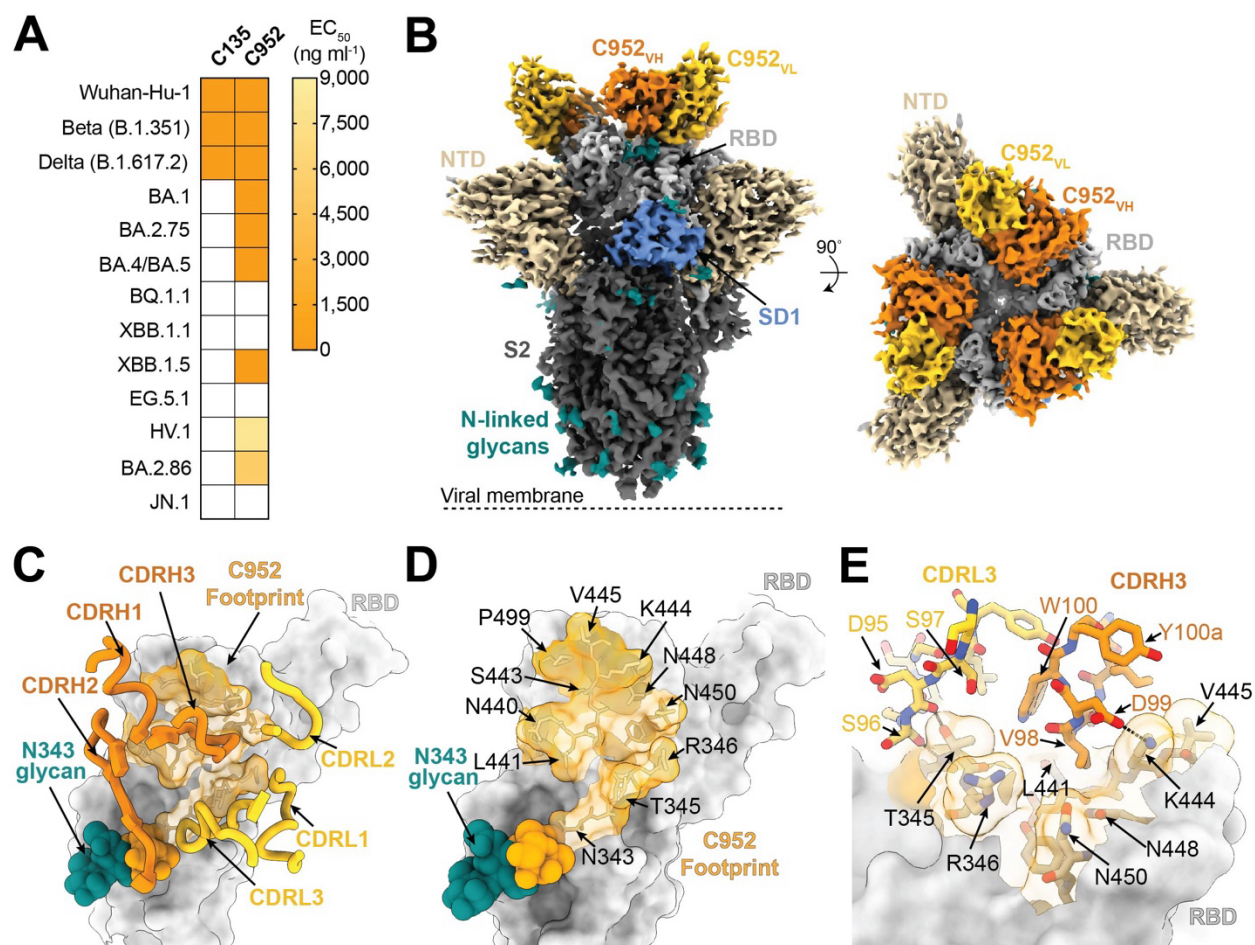 A
C135
C952
EC50
(ng ml-1)
9,000
7,500
6,000
4,500
3,000
1,500
0
Wuhan-Hu-1
Beta (B.1.351)
Delta (B.1.617.2)
BA.1
BA.2.75
BA.4/BA.5
BQ.1.1
XBB.1.1
XBB.1.5
EG.5.1
HV.1
BA.2.86
JN.1
B
C952VH
C952VL
NTD
RBD
SD1
S2
N-linked
glycans
Viral membrane
90°
NTD
C952VL
C952VH
RBD
C
CDRH3
C952
Footprint
RBD
CDRH1
CDRH2
N343
glycan
CDRL2
CDRL1
CDRL3
D
RBD
V445
P499
K444
S443
N448
N440
N450
L441
R346
N343
glycan
T345
N343
C952
Footprint
E
CDRL3
CDRH3
D95
S97
W100
Y100a
S96
V98
D99
V445
T345
L441
K444
R346
N448
N450
RBD